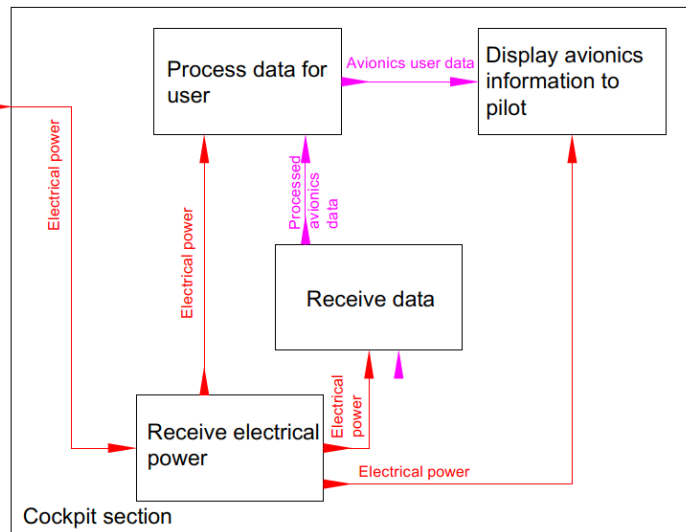 Process data for
user
Avionics user data
Display avionics
information to
pilot
Electrical power
Electrical power
Processed
avionics
data
Receive data
Receive electrical
power
Electrical
power
Electrical power
Cockpit section